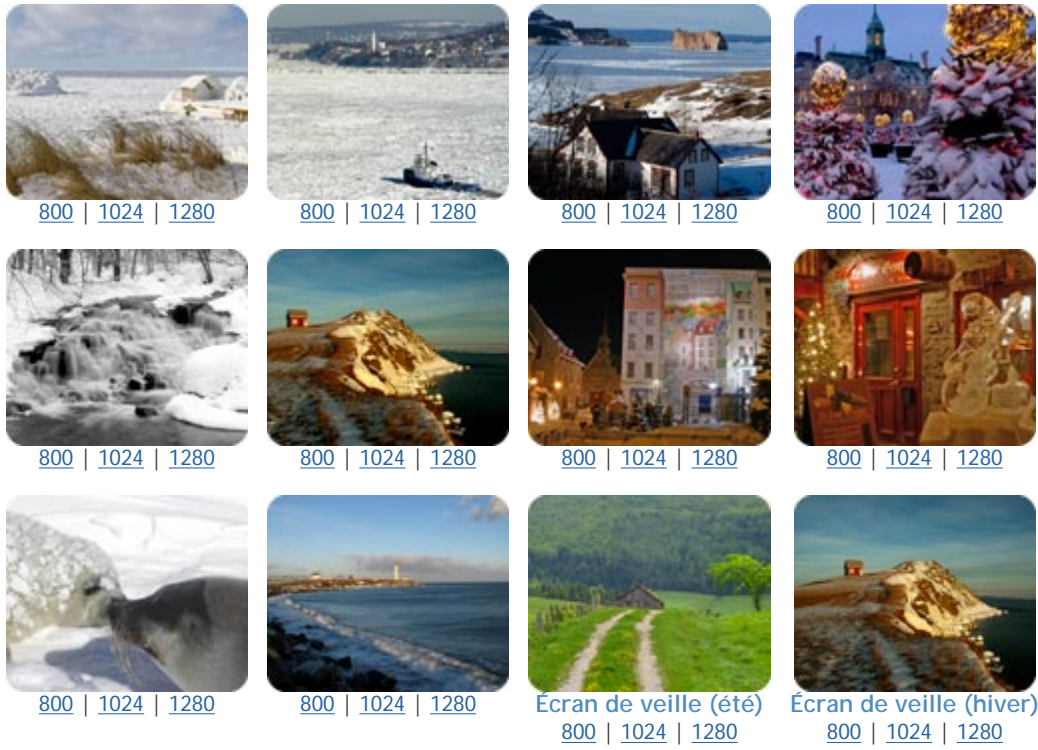 800 | 1024 | 1280 800 | 1024 | 1280 800 | 1024 | 1280 800 | 1024 | 1280
800 | 1024 | 1280 800 | 1024 | 1280 800 | 1024 | 1280 800 | 1024 | 1280
800 | 1024 | 1280 800 | 1024 | 1280 Écran de veille (été) Écran de veille (hiver)
800 | 1024 | 1280 800 | 1024 | 1280